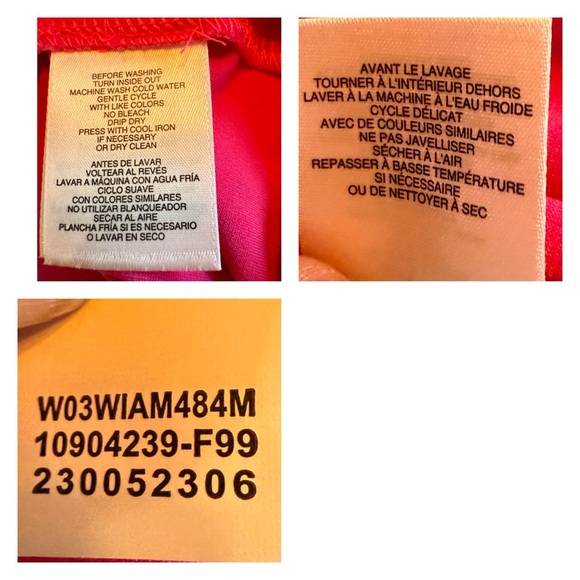 BEFORE WASHING
TURN INSIDE OUT
MACHINE WASH COLD WATER
GENTLE CYCLE
WITH LIKE COLORS
NO BLEACH
DRIP DRY
PRESS WITH COOL IRON
IF NECESSARY
OR DRY CLEAN
ANTES DE LAVAR
VOLTEAR AL REVÉS
LAVAR A MÁQUINA CON AGUA FRÍA
CICLO SUAVE
CON COLORES SIMILARES
NO UTILIZAR BLANQUEADOR
SECAR AL AIRE
PLANCHA FRÍA SI ES NECESARIO
O LAVAR EN SECO
AVANT LE LAVAGE
TOURNER À L'INTÉRIEUR DEHORS
LAVER À LA MACHINE À L'EAU FROIDE
CYCLE DÉLICAT
AVEC DE COULEURS SIMILAIRES
NE PAS JAVELLISER
SÉCHER À L'AIR
REPASSER À BASSE TEMPÉRATURE
SI NÉCESSAIRE
OU DE NETTOYER À SEC
W03WIAM484M
10904239-F99
230052306